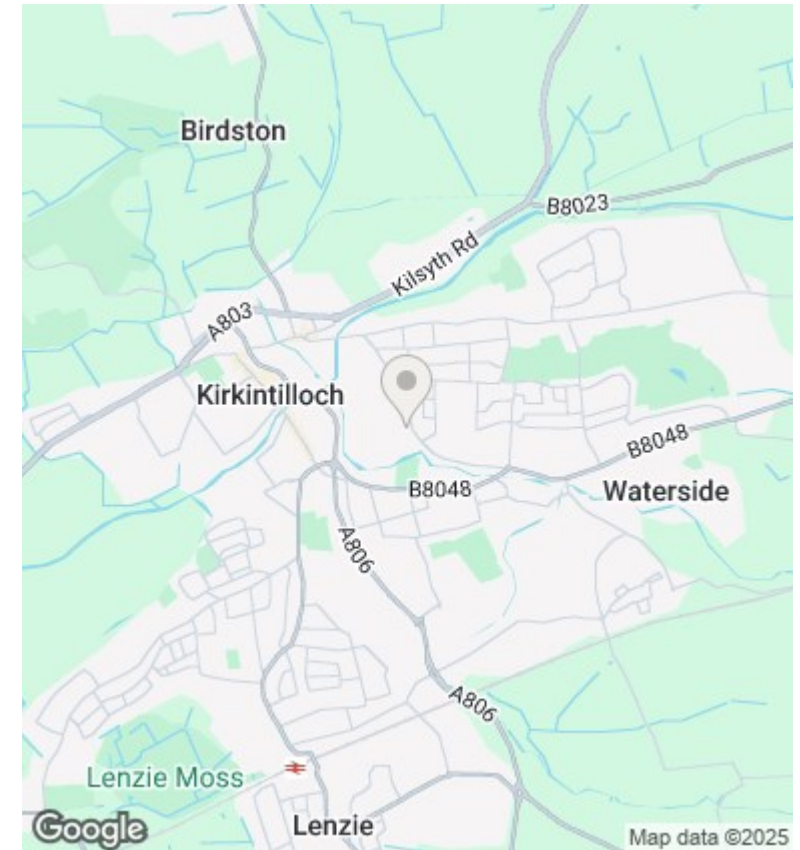 Birdston
B8023
Kilsyth Rd
A803
Kirkintilloch
B8048
B8048
Waterside
A806
A806
Lenzie Moss
Lenzie
Google
Map data ©2025